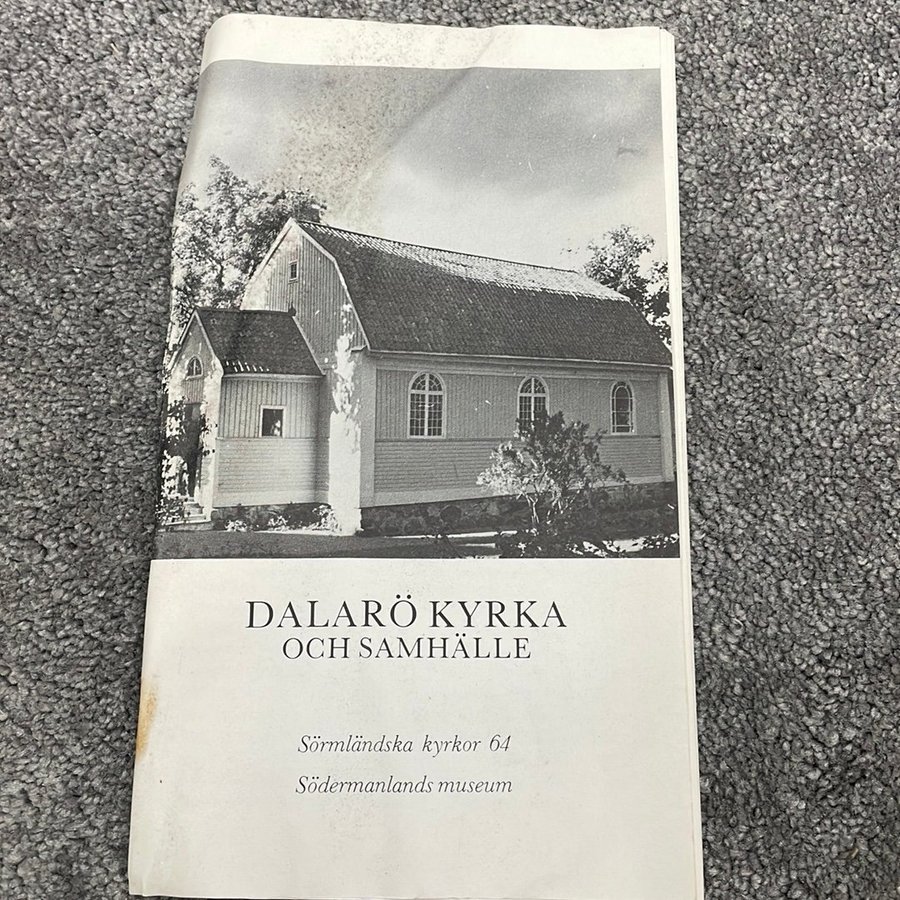 DALARÖ KYRKA
OCH SAMHÄLLE
Sörmländska kyrkor 64
Södermanlands museum